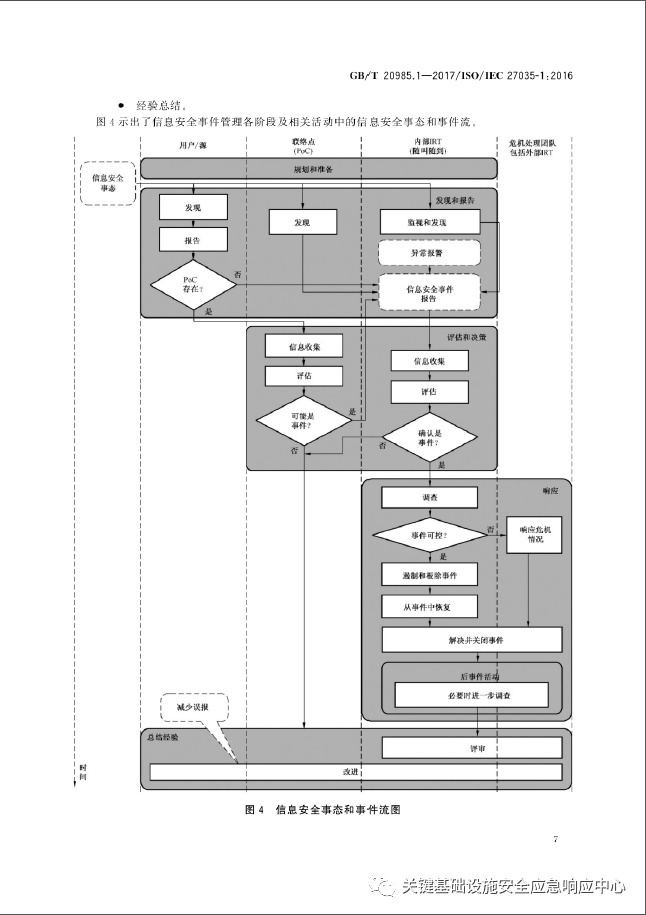 GB/T 20985.1—2017/ISO/IEC 27035-1:2016
● 经验总结。
图 4 示出了信息安全事件管理各阶段及相关活动中的信息安全事态和事件流。
用户/源
联络点
(PoC)
内部IRT
(随叫随到)
危机处理团队
包括外部IRT
规划和准备
信息安全
事态
发现和报告
发现
发现
监视和发现
报告
异常报警
PoC
存在?
否
是
信息安全事件
报告
评估和决策
信息收集
信息收集
评估
评估
可能是
事件?
是
否
确认是
事件?
否
是
响应
调查
事件可控?
否
是
响应危机
情况
遏制和根除事件
从事件中恢复
解决并关闭事件
后事件活动
必要时进一步调查
减少误报
总结经验
评审
改进
时
间
图 4 信息安全事态和事件流图
7
关键基础设施安全应急响应中心